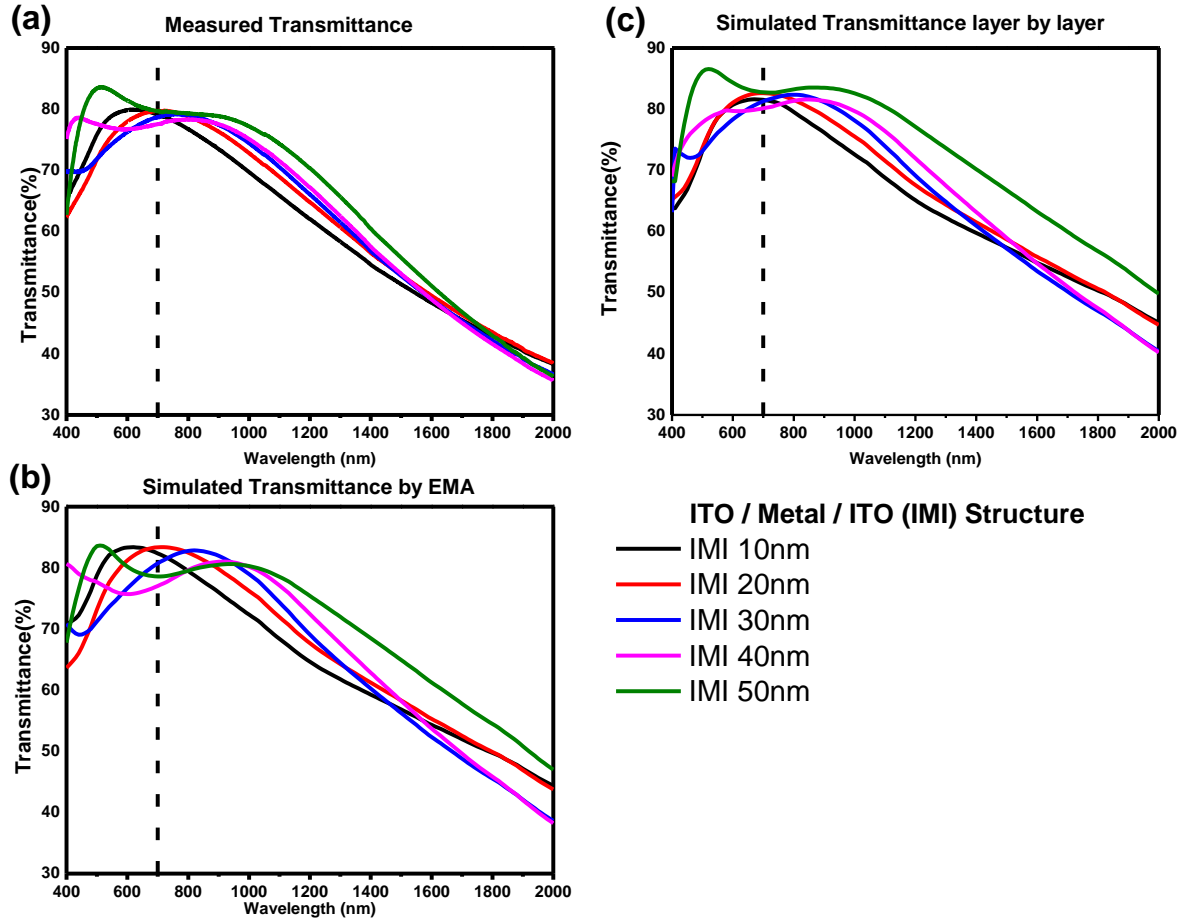 (a)
Measured Transmittance
90
80
70
60
50
40
30
Transmittance(%)
400 600 800 1000 1200 1400 1600 1800 2000
Wavelength (nm)
(c)
Simulated Transmittance layer by layer
90
80
70
60
50
40
30
Transmittance(%)
400 600 800 1000 1200 1400 1600 1800 2000
Wavelength (nm)
(b)
Simulated Transmittance by EMA
90
80
70
60
50
40
30
Transmittance(%)
400 600 800 1000 1200 1400 1600 1800 2000
Wavelength (nm)
ITO / Metal / ITO (IMI) Structure
IMI 10nm
IMI 20nm
IMI 30nm
IMI 40nm
IMI 50nm